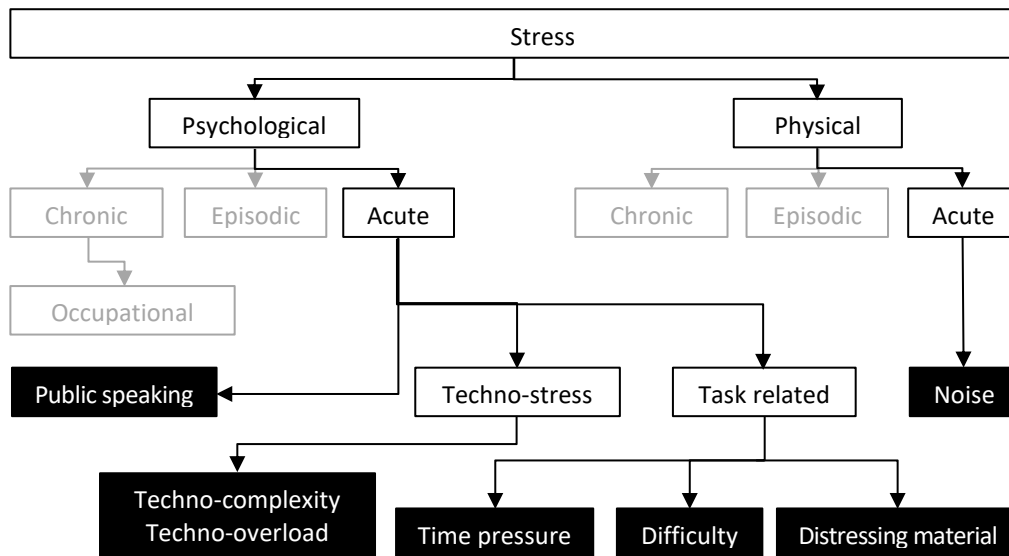 Stress
Psychological
Physical
Chronic
Episodic
Acute
Chronic
Episodic
Acute
Occupational
Public speaking
Techno-stress
Task related
Noise
Techno-complexity
Techno-overload
Time pressure
Difficulty
Distressing material